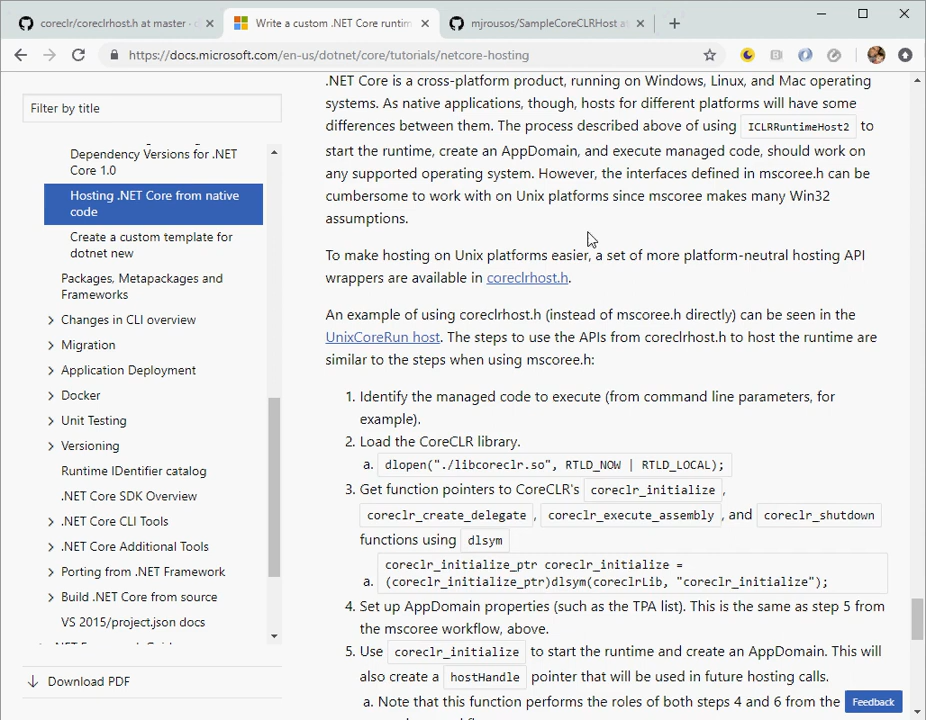 coreclr/coreclrhost.h at master · c
Write a custom .NET Core runtim
mjrousos/SampleCoreCLRHost at
https://docs.microsoft.com/en-us/dotnet/core/tutorials/netcore-hosting
Filter by title
Dependency Versions for .NET
Core 1.0
Hosting .NET Core from native
code
Create a custom template for
dotnet new
Packages, Metapackages and
Frameworks
Changes in CLI overview
Migration
Application Deployment
Docker
Unit Testing
Versioning
Runtime IDentifier catalog
.NET Core SDK Overview
.NET Core CLI Tools
.NET Core Additional Tools
Porting from .NET Framework
Build .NET Core from source
VS 2015/project.json docs
Download PDF
.NET Core is a cross-platform product, running on Windows, Linux, and Mac operating
systems. As native applications, though, hosts for different platforms will have some
differences between them. The process described above of using ICLRRuntimeHost2 to
start the runtime, create an AppDomain, and execute managed code, should work on
any supported operating system. However, the interfaces defined in mscoree.h can be
cumbersome to work with on Unix platforms since mscoree makes many Win32
assumptions.
To make hosting on Unix platforms easier, a set of more platform-neutral hosting API
wrappers are available in coreclrhost.h.
An example of using coreclrhost.h (instead of mscoree.h directly) can be seen in the
UnixCoreRun host. The steps to use the APIs from coreclrhost.h to host the runtime are
similar to the steps when using mscoree.h:
1. Identify the managed code to execute (from command line parameters, for
example).
2. Load the CoreCLR library.
a. dlopen("./libcoreclr.so", RTLD_NOW | RTLD_LOCAL);
3. Get function pointers to CoreCLR's coreclr_initialize,
coreclr_create_delegate, coreclr_execute_assembly, and coreclr_shutdown
functions using dlsym
coreclr_initialize_ptr coreclr_initialize =
a. (coreclr_initialize_ptr)dlsym(coreclrLib, "coreclr_initialize");
4. Set up AppDomain properties (such as the TPA list). This is the same as step 5 from
the mscoree workflow, above.
5. Use coreclr_initialize to start the runtime and create an AppDomain. This will
also create a hostHandle pointer that will be used in future hosting calls.
a. Note that this function performs the roles of both steps 4 and 6 from the
Feedback